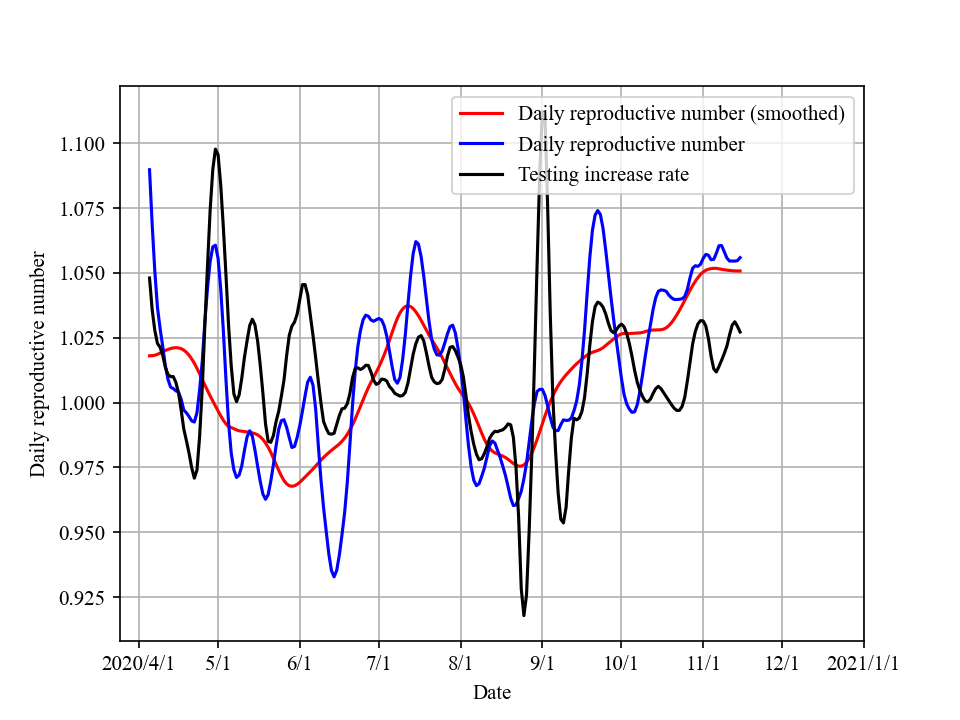 Daily reproductive number (smoothed)
Daily reproductive number
Testing increase rate
1.100
1.075
1.050
1.025
1.000
0.975
0.950
0.925
Daily reproductive number
2020/4/1 5/1 6/1 7/1 8/1 9/1 10/1 11/1 12/1 2021/1/1
Date